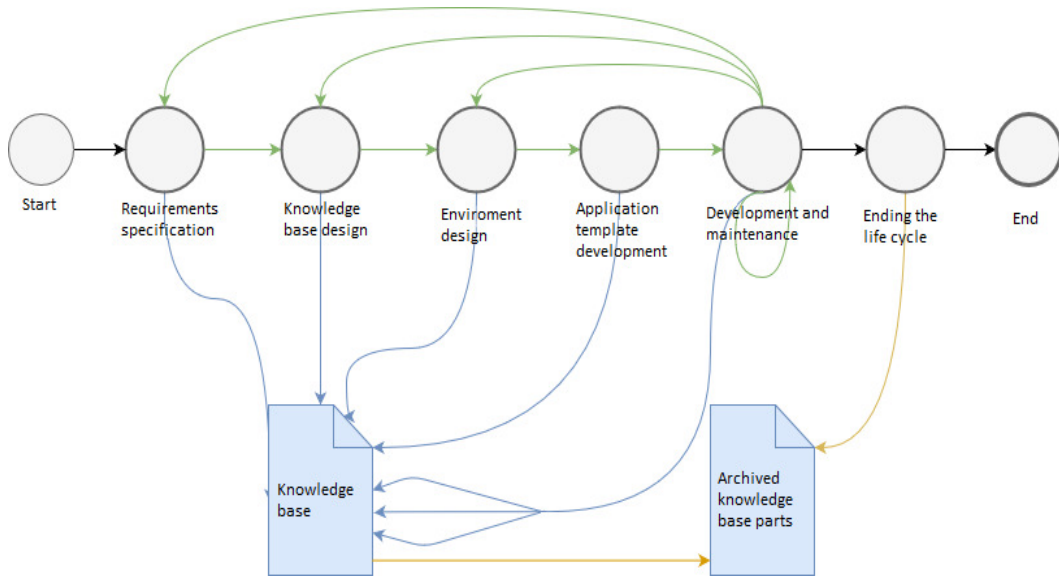 Start
Requirements
specification
Knowledge
base design
Enviroment
design
Application
template
development
Development and
maintenance
Ending the
life cycle
End
Knowledge
base
Archived
knowledge
base parts